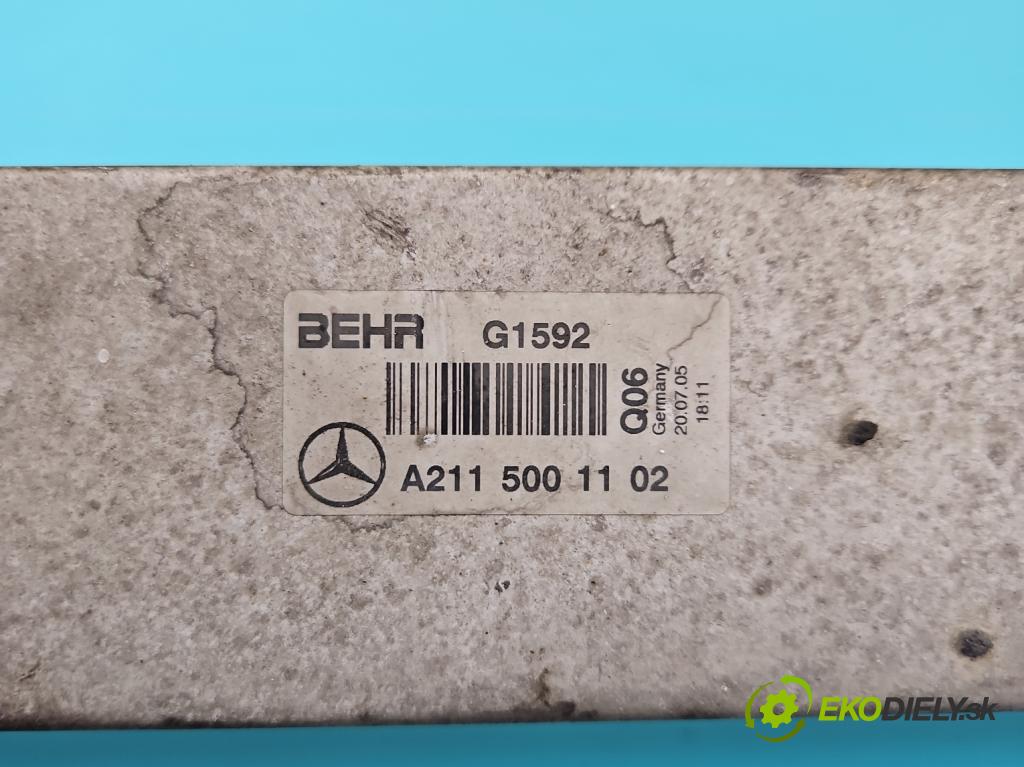 BEHR G1592
Q06
Germany
20.07.05
18:11
A211 500 11 02
EKODIELY.sk